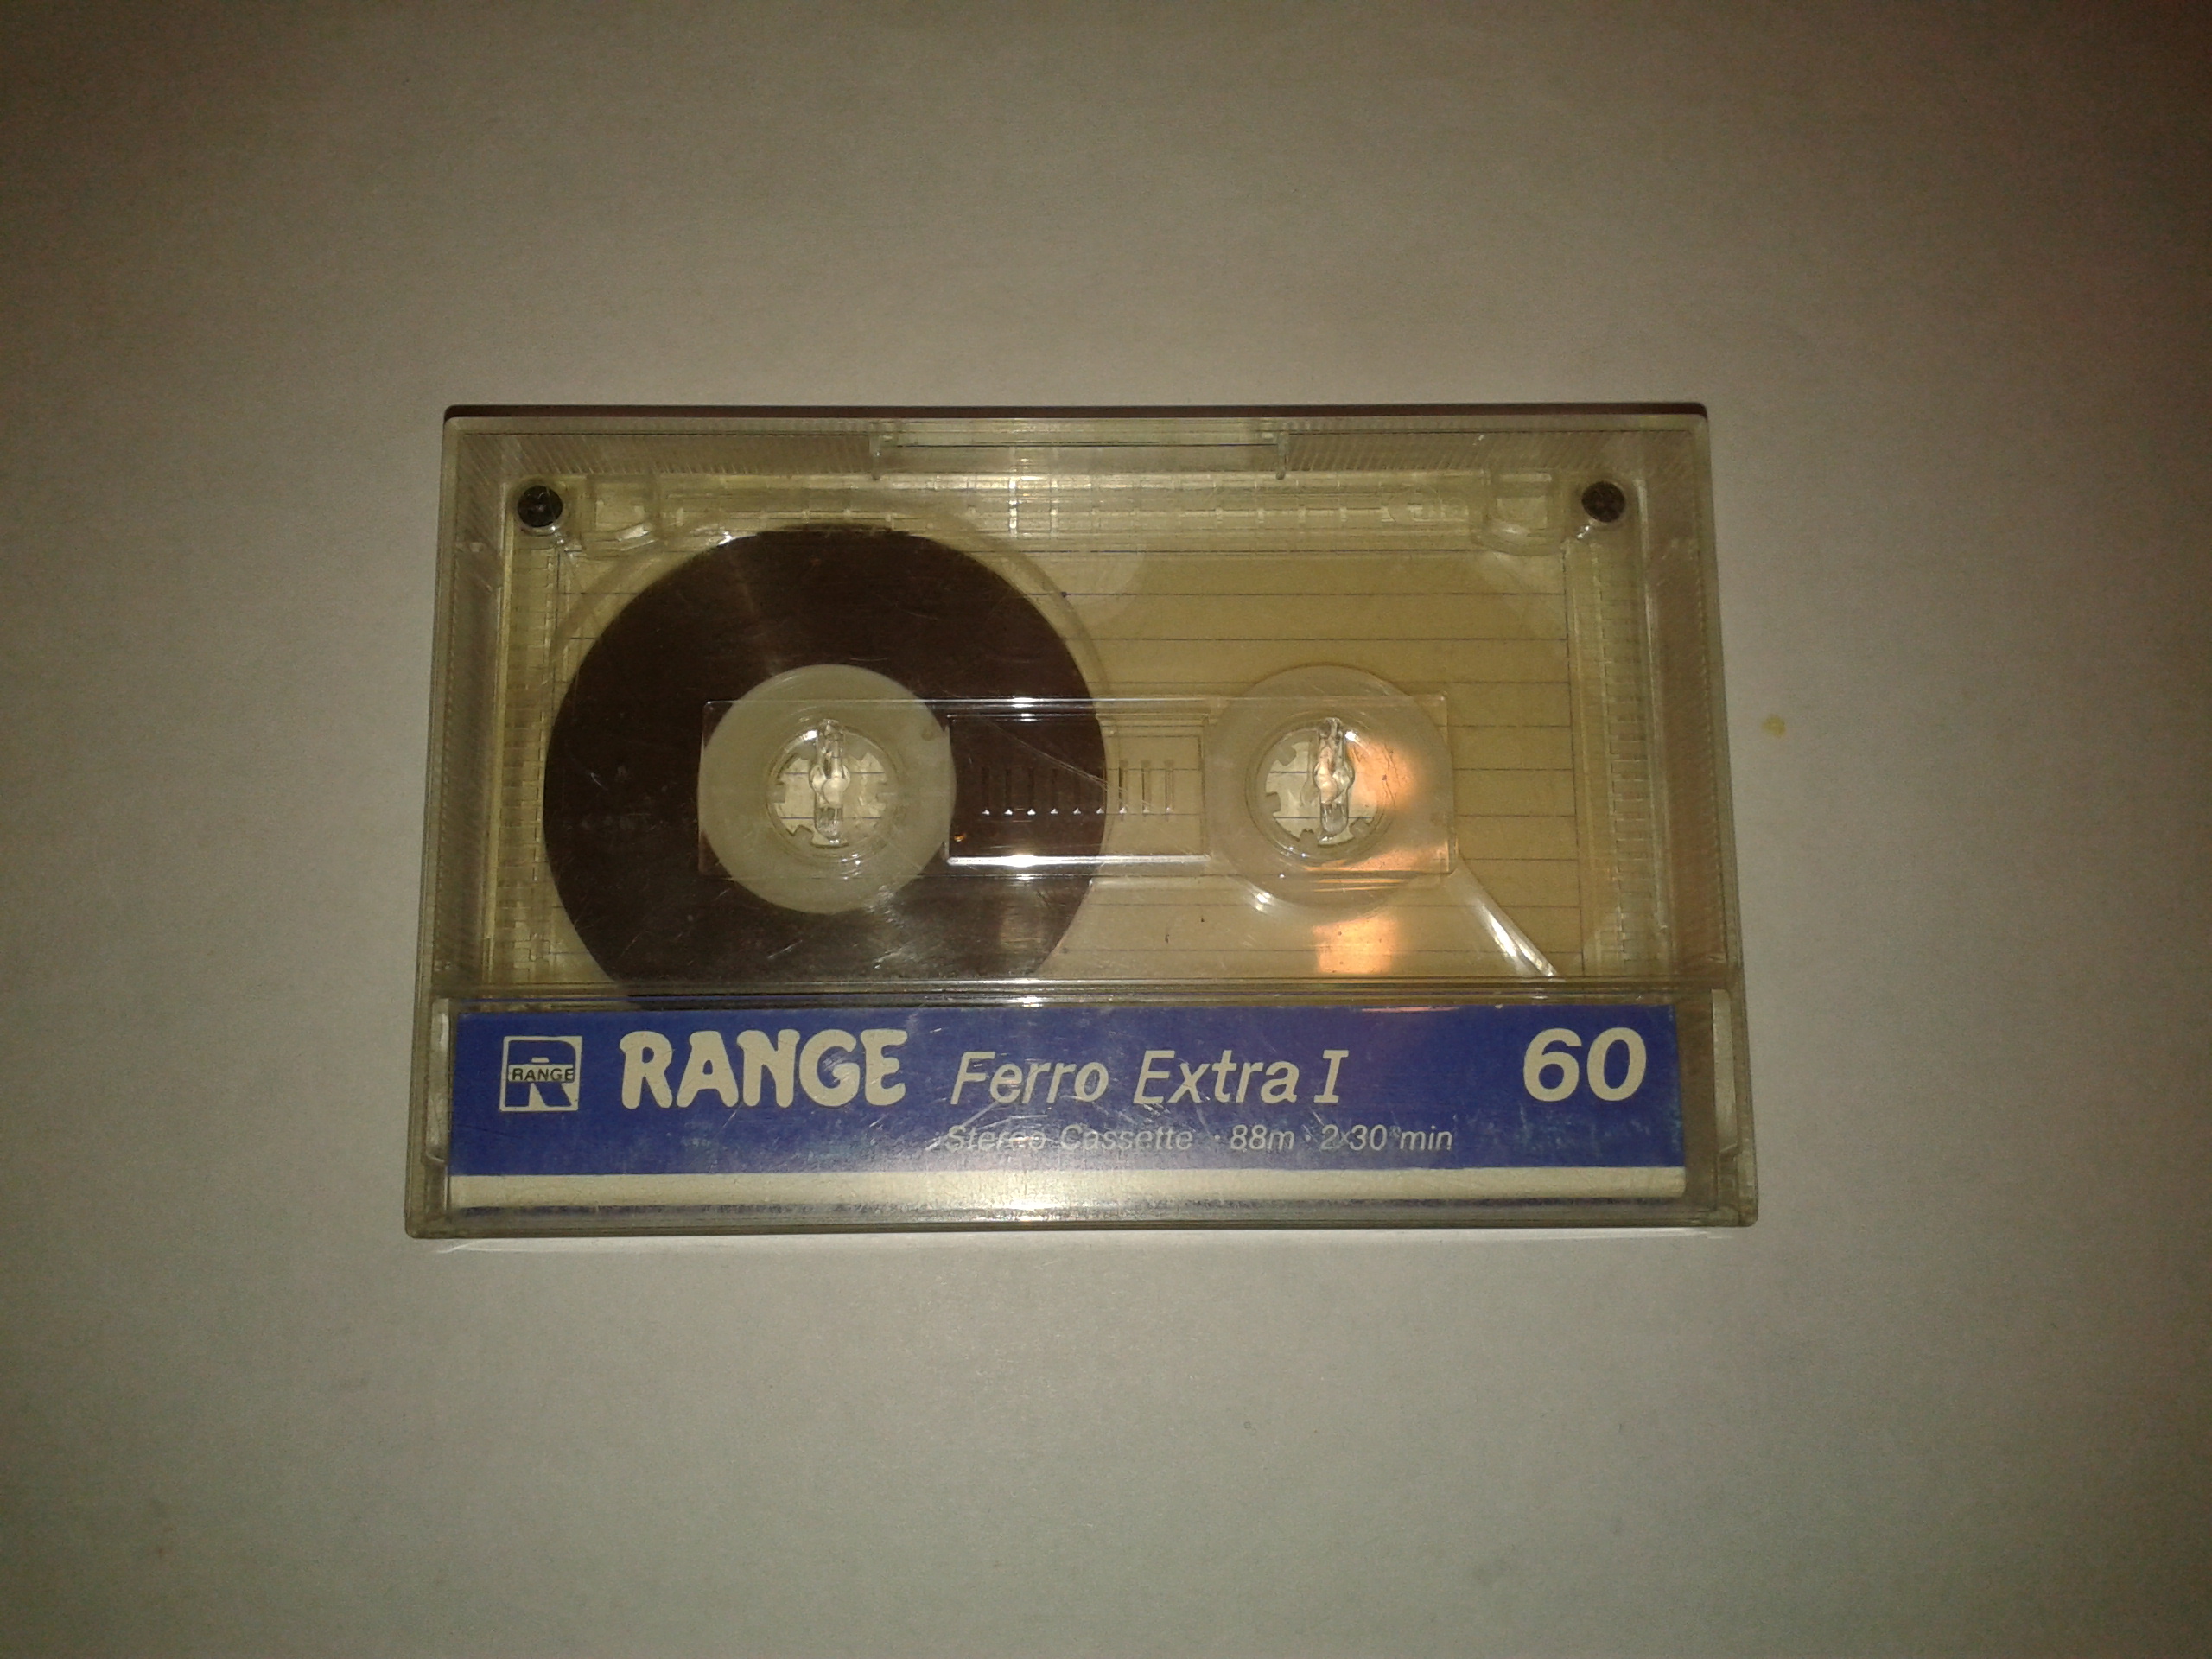 RANGE RANGE Ferro Extra I 60
Stereo Cassette · 88m · 2x30 min